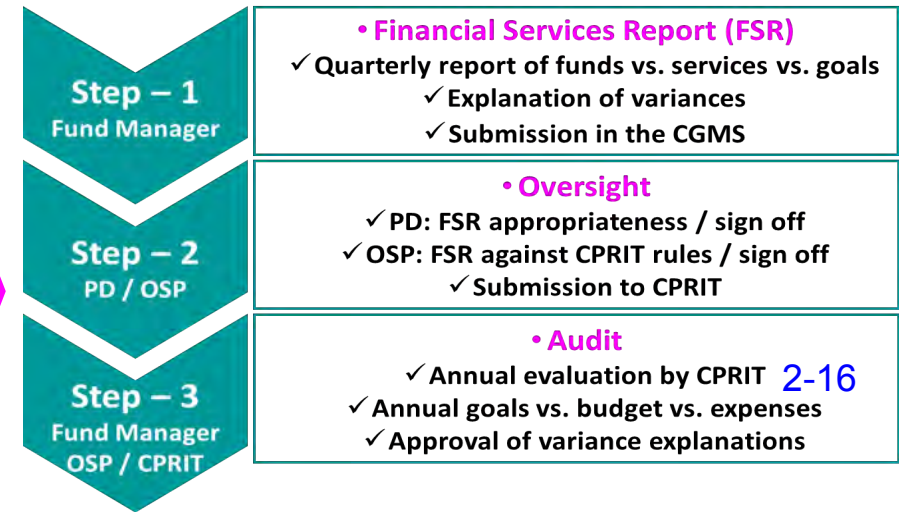 Step – 1
Fund Manager
• Financial Services Report (FSR)
✓ Quarterly report of funds vs. services vs. goals
✓ Explanation of variances
✓ Submission in the CGMS
Step – 2
PD / OSP
• Oversight
✓ PD: FSR appropriateness / sign off
✓ OSP: FSR against CPRIT rules / sign off
✓ Submission to CPRIT
Step – 3
Fund Manager
OSP / CPRIT
• Audit
✓ Annual evaluation by CPRIT 2-16
✓ Annual goals vs. budget vs. expenses
✓ Approval of variance explanations